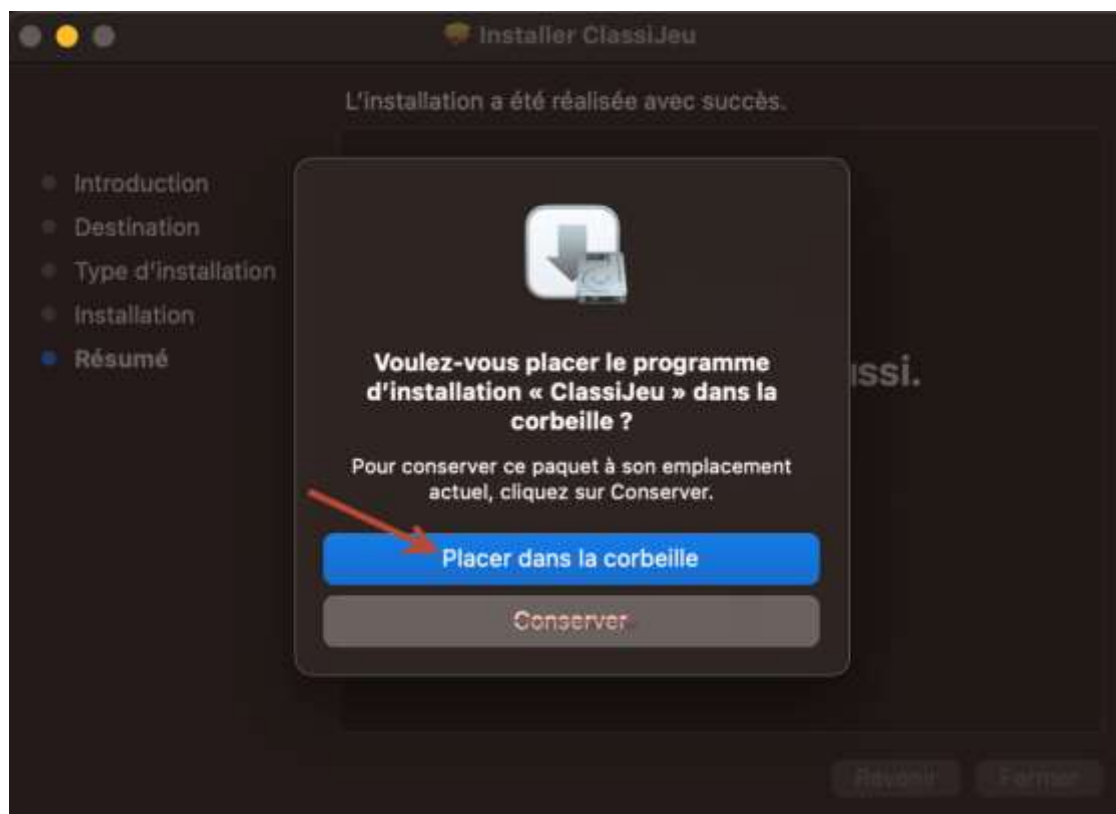 Installer ClassiJeu
L'installation a été réalisée avec succès.
Introduction
Destination
Type d'installation
Installation
Résumé
ssi.
Voulez-vous placer le programme
d'installation « ClassiJeu » dans la
corbeille ?
Pour conserver ce paquet à son emplacement
actuel, cliquez sur Conserver.
Placer dans la corbeille
Conserver
Revenir
Fermer